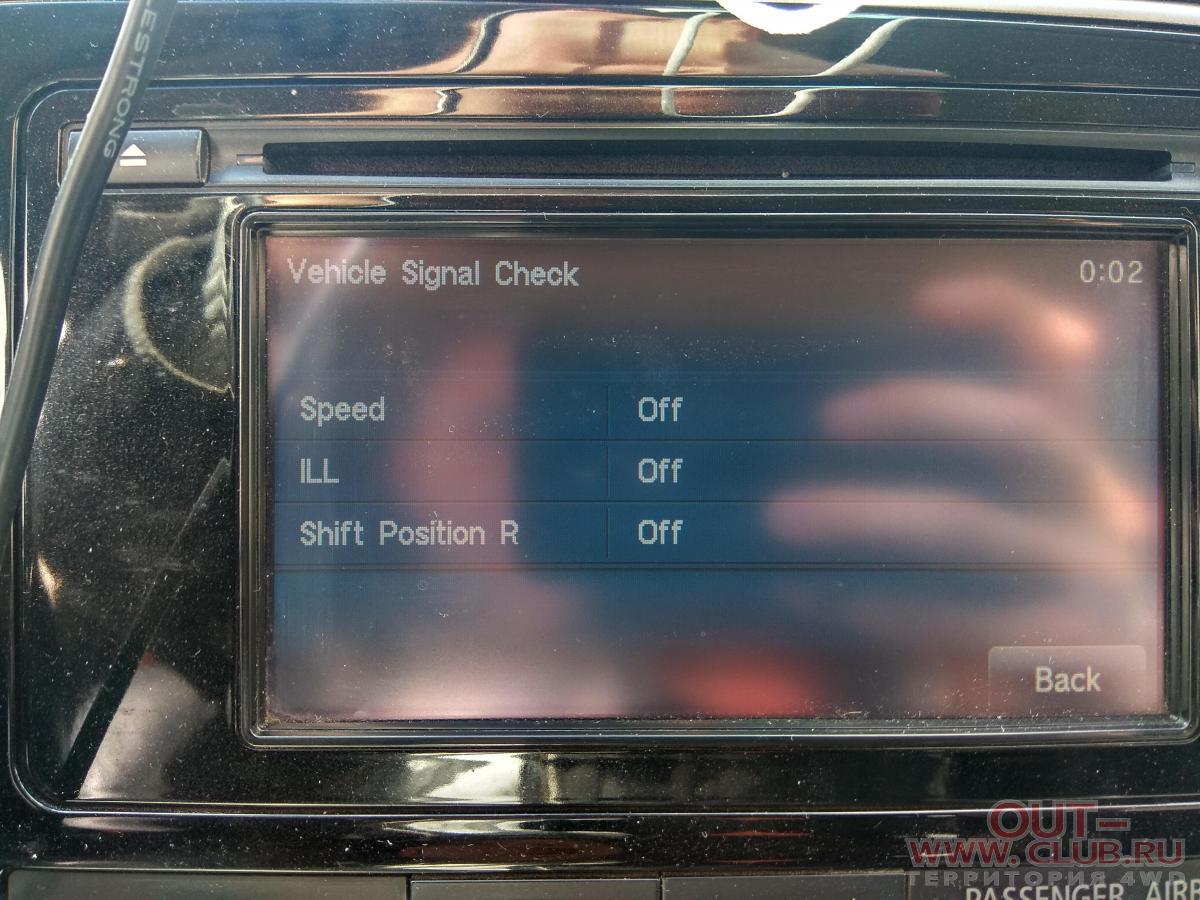 LESTRONG
Vehicle Signal Check 0:02
Speed Off
ILL Off
Shift Position R Off
Back
OUT-
WWW.CLUB.RU
ТЕРРИТОРИЯ 4WD
PASSENGER AIRB